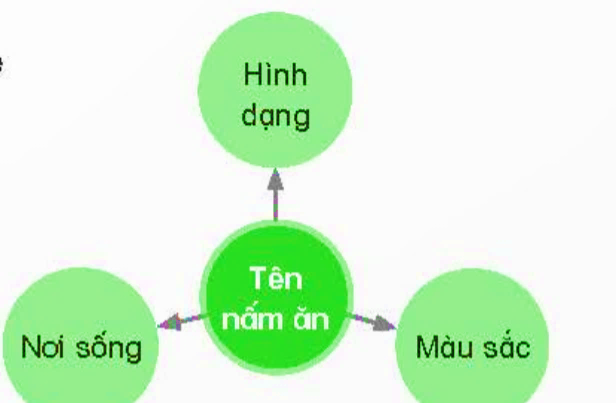 Hình
dạng
Tên
nấm ăn
Nơi sống
Màu sắc